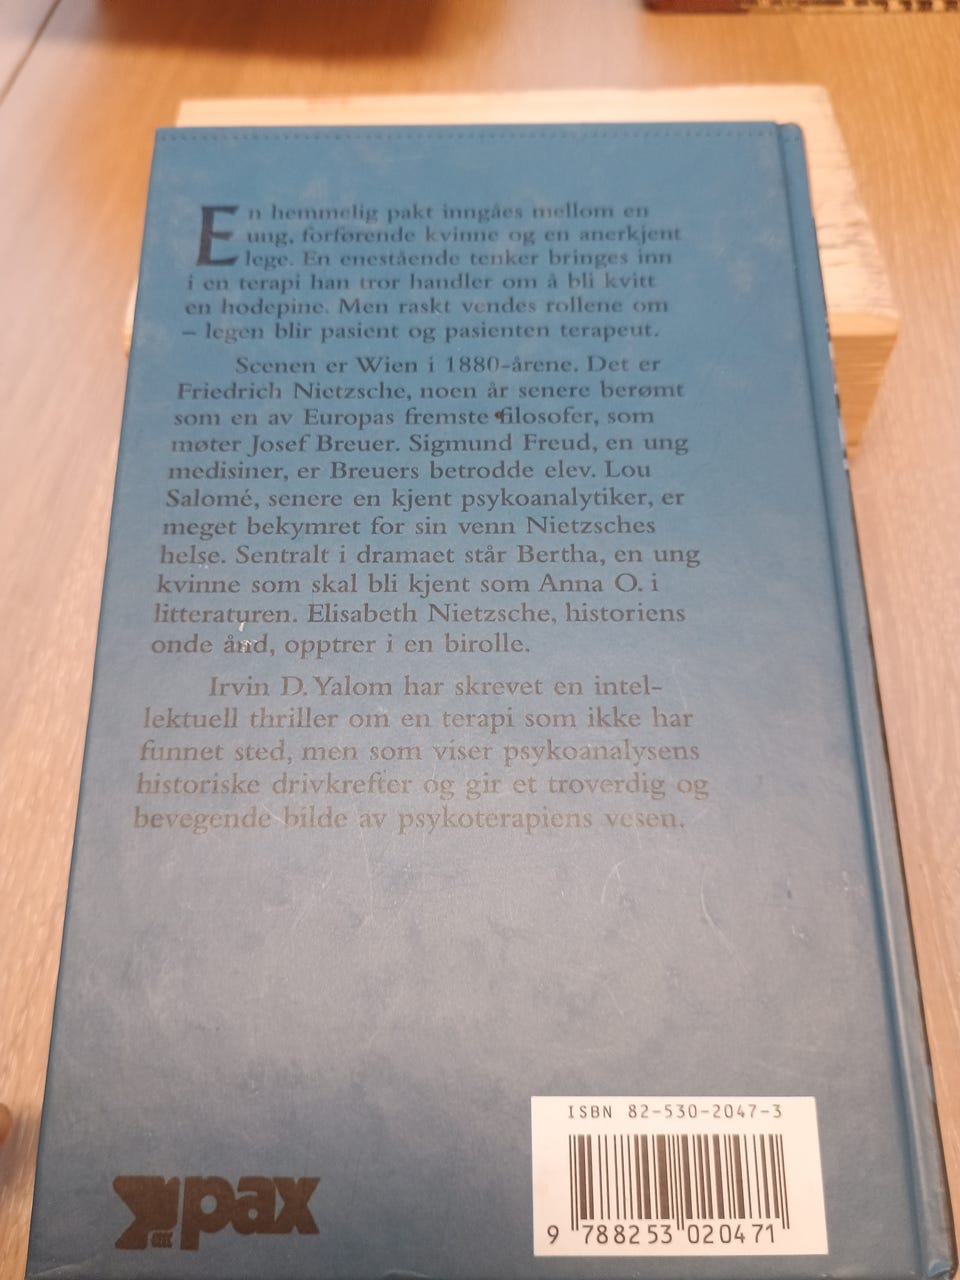 En hemmelig pakt inngåes mellom en
ung, forførende kvinne og en anerkjent
lege. En enestående tenker bringes inn
i en terapi han tror handler om å bli kvitt
en hodepine. Men raskt vendes rollene om
– legen blir pasient og pasienten terapeut.
Scenen er Wien i 1880-årene. Det er
Friedrich Nietzsche, noen år senere berømt
som en av Europas fremste filosofer, som
møter Josef Breuer. Sigmund Freud, en ung
medisiner, er Breuers betrodde elev. Lou
Salomé, senere en kjent psykoanalytiker, er
meget bekymret for sin venn Nietzsches
helse. Sentralt i dramaet står Bertha, en ung
kvinne som skal bli kjent som Anna O. i
litteraturen. Elisabeth Nietzsche, historiens
onde ånd, opptrer i en birolle.
Irvin D. Yalom har skrevet en intel-
lektuell thriller om en terapi som ikke har
funnet sted, men som viser psykoanalysens
historiske drivkrefter og gir et troverdig og
bevegende bilde av psykoterapiens vesen.
ISBN 82-530-2047-3
9 788253 020471
pax